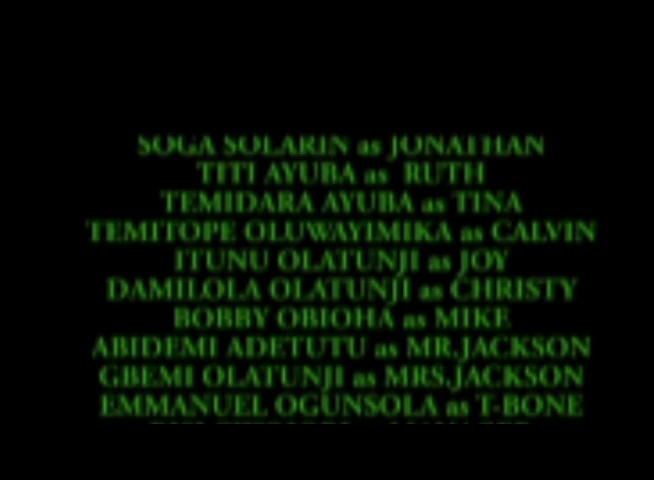 SOGA SOLARIN as JONATHAN
TITI AYUBA as RUTH
TEMIDARA AYUBA as TINA
TEMITOPE OLUWAYIMIKA as CALVIN
ITUNU OLATUNJI as JOY
DAMILOLA OLATUNJI as CHRISTY
BOBBY OBIOHA as MIKE
ABIDEMI ADETUTU as MR.JACKSON
GBEMI OLATUNJI as MRS.JACKSON
EMMANUEL OGUNSOLA as T-BONE